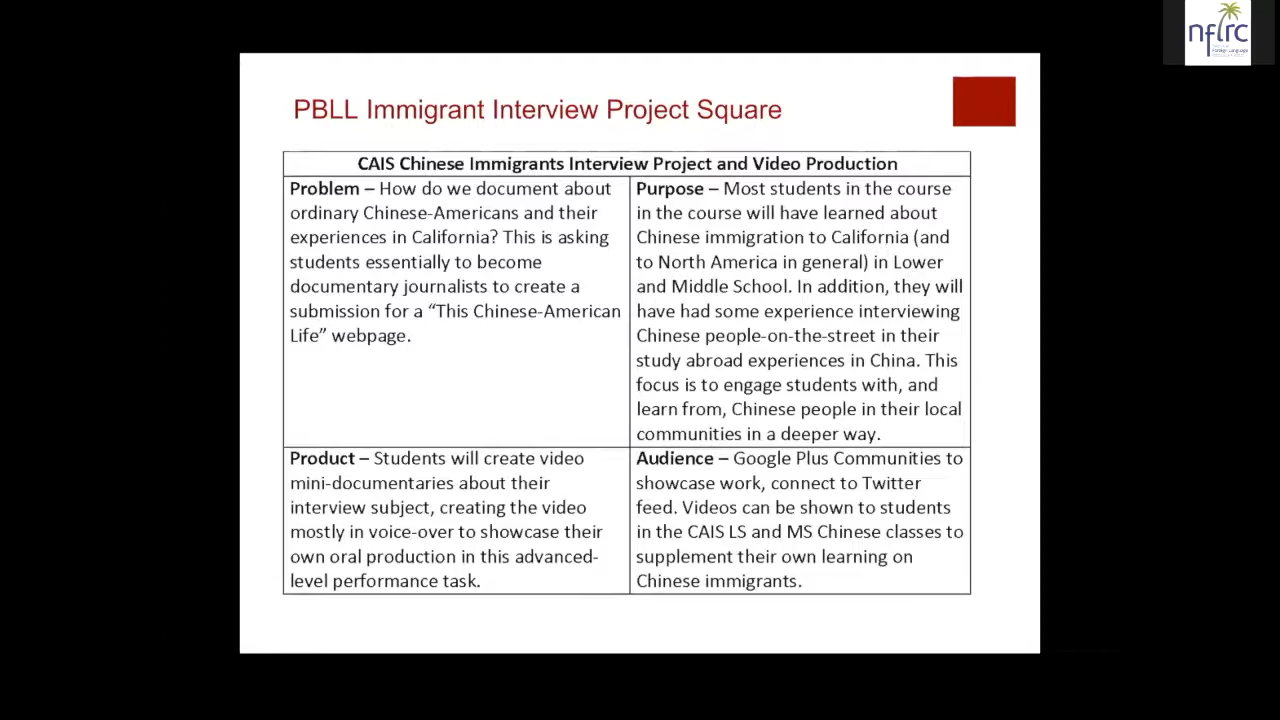 nflrc
Foreign Language
PBLL Immigrant Interview Project Square
CAIS Chinese Immigrants Interview Project and Video Production
Problem – How do we document about
ordinary Chinese-Americans and their
experiences in California? This is asking
students essentially to become
documentary journalists to create a
submission for a “This Chinese-American
Life” webpage.
Purpose – Most students in the course
in the course will have learned about
Chinese immigration to California (and
to North America in general) in Lower
and Middle School. In addition, they will
have had some experience interviewing
Chinese people-on-the-street in their
study abroad experiences in China. This
focus is to engage students with, and
learn from, Chinese people in their local
communities in a deeper way.
Product – Students will create video
mini-documentaries about their
interview subject, creating the video
mostly in voice-over to showcase their
own oral production in this advanced-
level performance task.
Audience – Google Plus Communities to
showcase work, connect to Twitter
feed. Videos can be shown to students
in the CAIS LS and MS Chinese classes to
supplement their own learning on
Chinese immigrants.